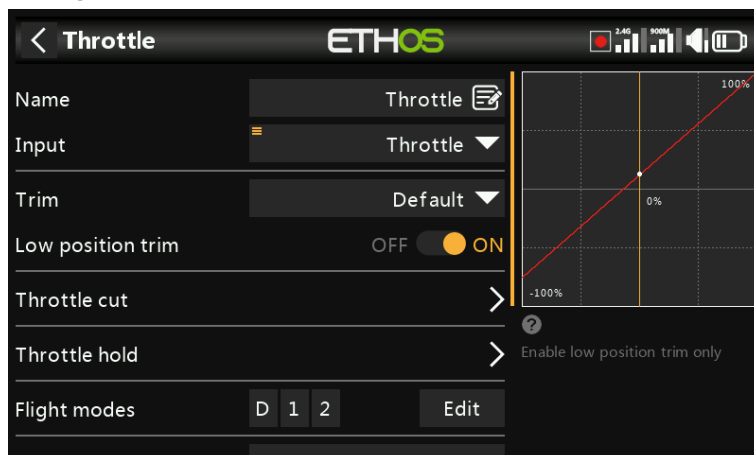 Throttle
ETHOS
2.4G 900M
Name Throttle
Input Throttle
Trim Default
Low position trim OFF ON
Throttle cut
Throttle hold
Flight modes D 1 2 Edit
100%
0%
-100%
?
Enable low position trim only